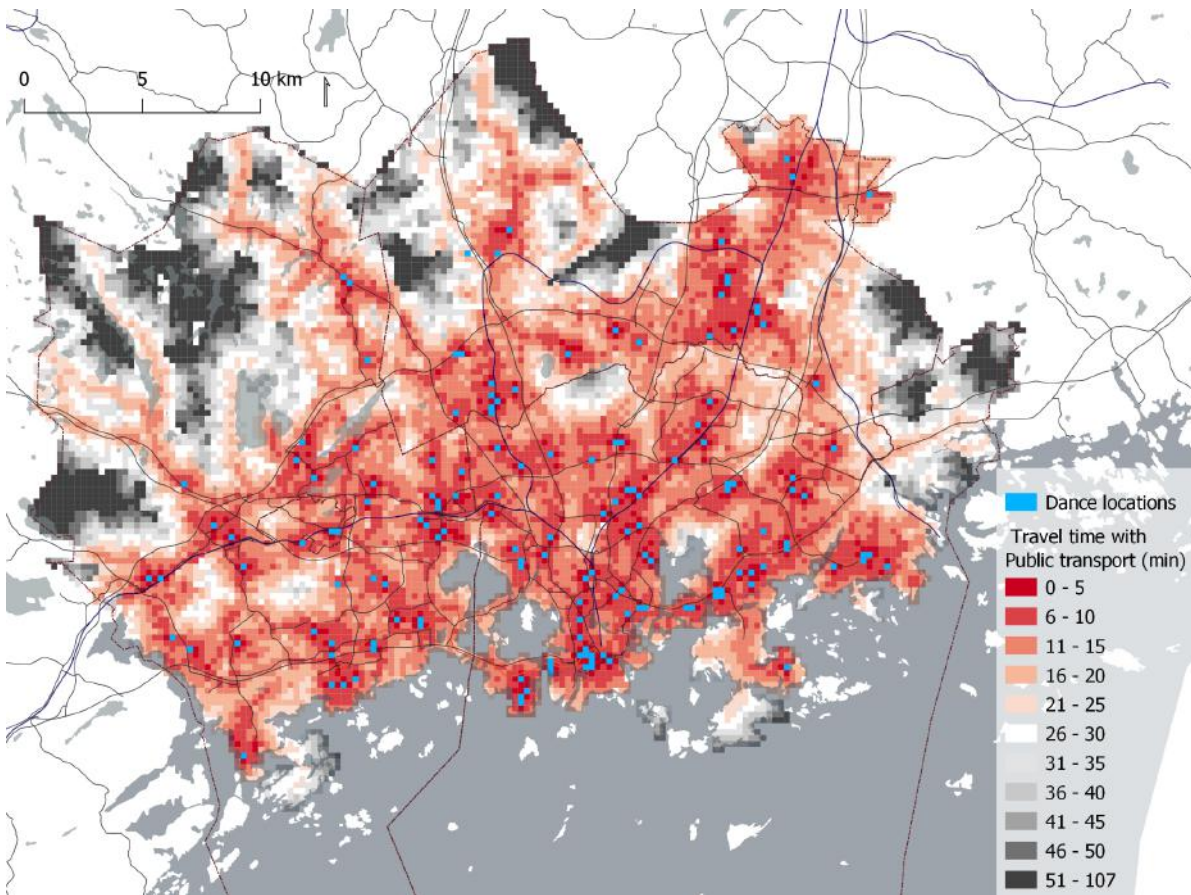 0 5 10 km
Dance locations
Travel time with
Public transport (min)
0 - 5
6 - 10
11 - 15
16 - 20
21 - 25
26 - 30
31 - 35
36 - 40
41 - 45
46 - 50
51 - 107